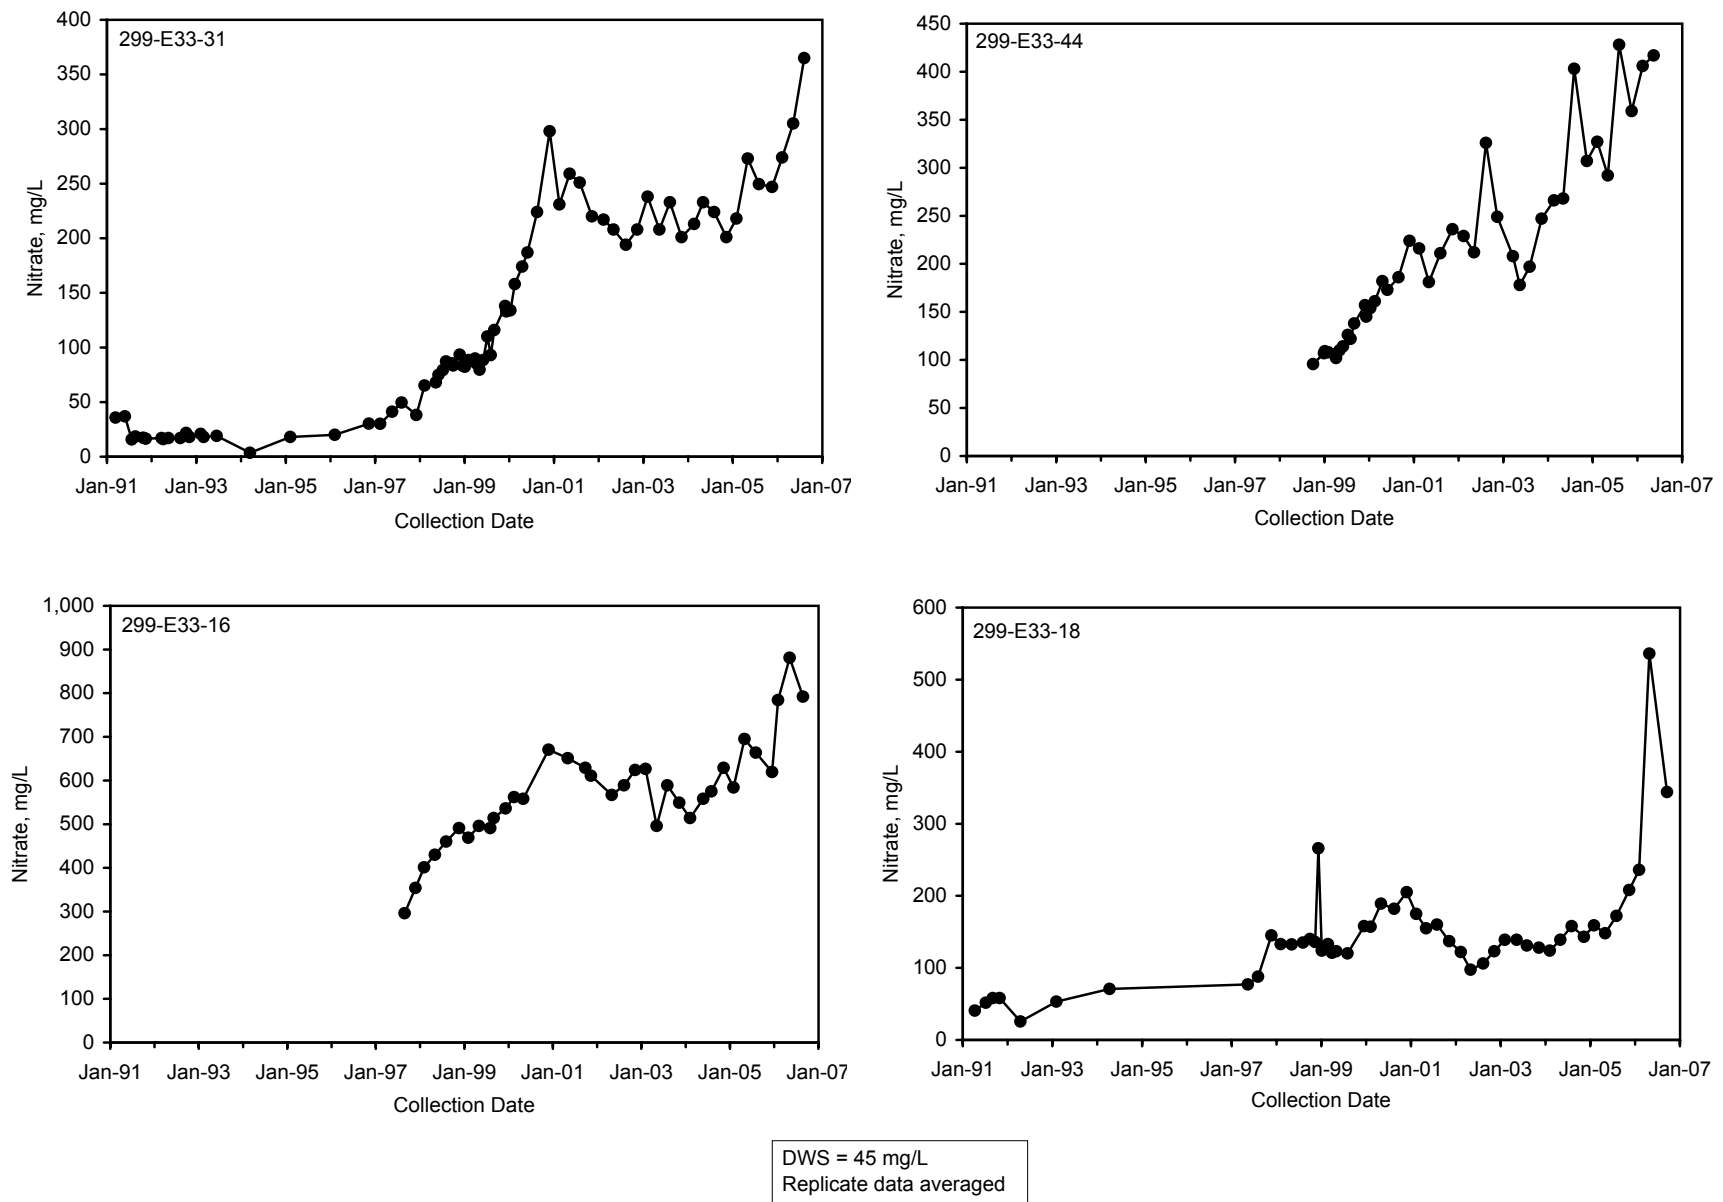 299-E33-31
400
350
300
250
200
150
100
50
0
Nitrate, mg/L
Jan-91 Jan-93 Jan-95 Jan-97 Jan-99 Jan-01 Jan-03 Jan-05 Jan-07
Collection Date
299-E33-44
450
400
350
300
250
200
150
100
50
0
Nitrate, mg/L
Jan-91 Jan-93 Jan-95 Jan-97 Jan-99 Jan-01 Jan-03 Jan-05 Jan-07
Collection Date
299-E33-16
1,000
900
800
700
600
500
400
300
200
100
0
Nitrate, mg/L
Jan-91 Jan-93 Jan-95 Jan-97 Jan-99 Jan-01 Jan-03 Jan-05 Jan-07
Collection Date
299-E33-18
600
500
400
300
200
100
0
Nitrate, mg/L
Jan-91 Jan-93 Jan-95 Jan-97 Jan-99 Jan-01 Jan-03 Jan-05 Jan-07
Collection Date
DWS = 45 mg/L
Replicate data averaged